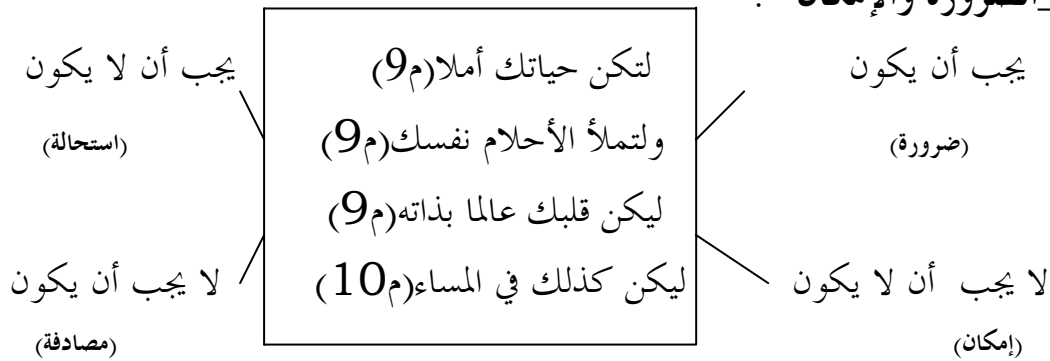 _الضرورة والإمكان :
يجب أن يكون لتكن حياتك أملا(م9) يجب أن لا يكون
(ضرورة) ولتملأ الأحلام نفسك(م9) (استحالة)
ليكن قلبك عالما بذاته(م9)
لا يجب أن لا يكون ليكن كذلك في المساء(م10) لا يجب أن يكون
(إمكان) (مصادفة)